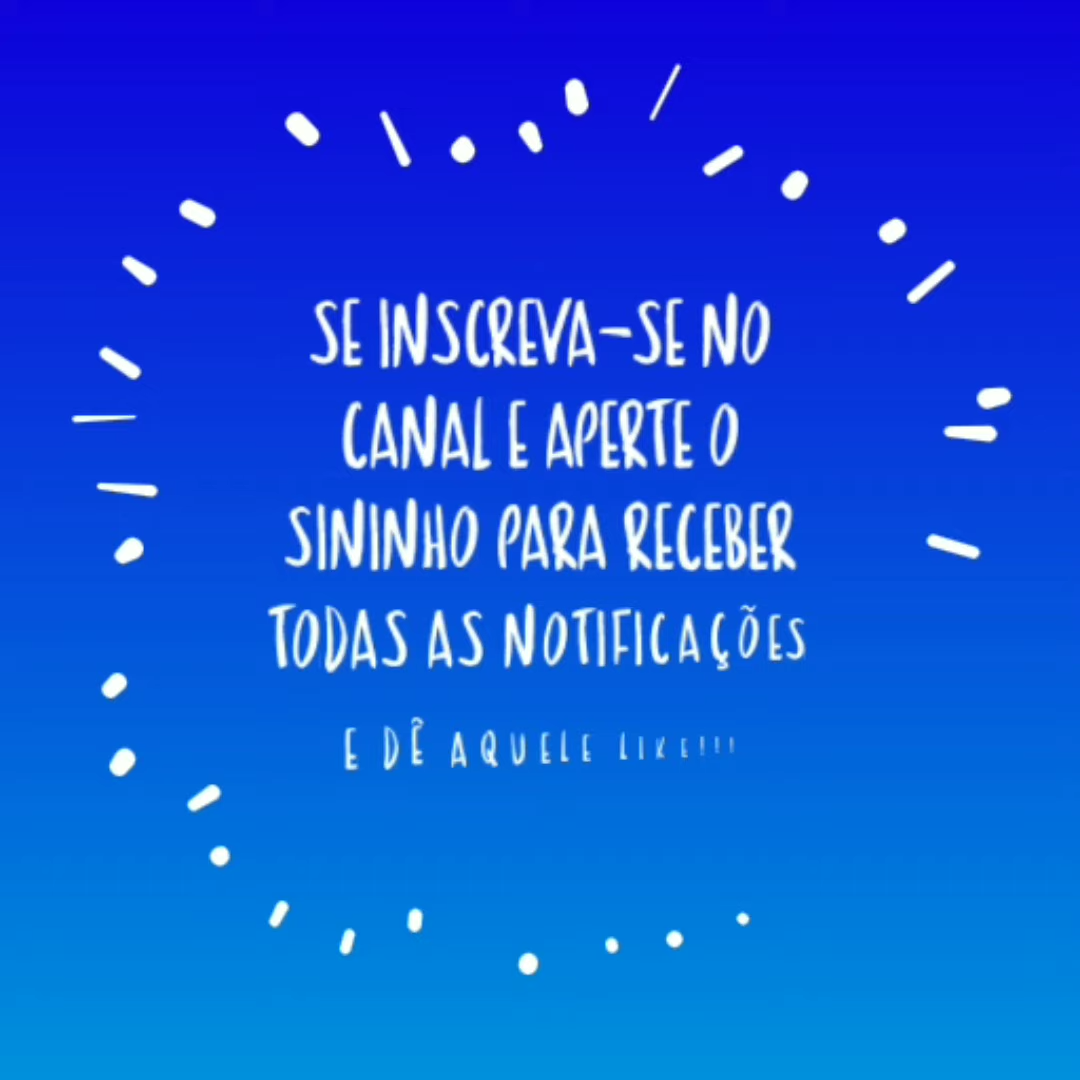 SE INSCREVA-SE NO
CANAL E APERTE O
SININHO PARA RECEBER
TODAS AS NOTIFICAÇÕES
E DÊ AQUELE LIKE!!!